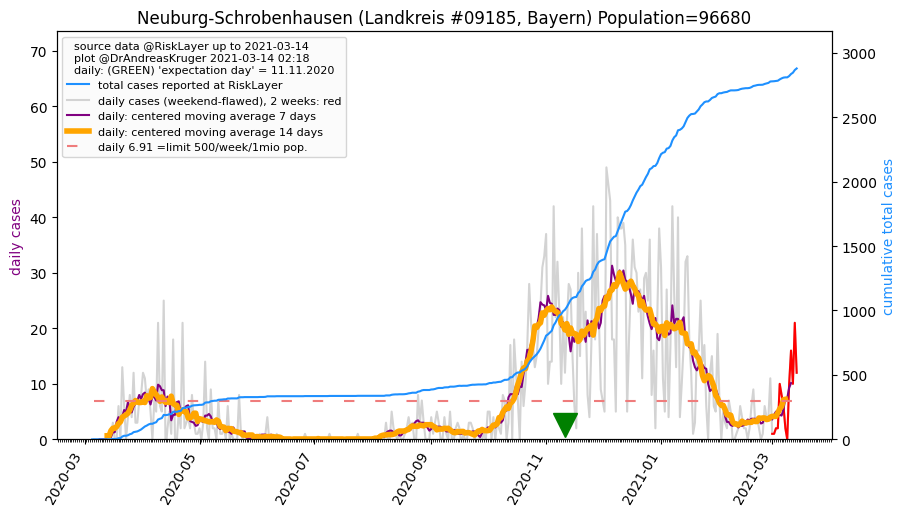 Neuburg-Schrobenhausen (Landkreis #09185, Bayern) Population=96680
source data @RiskLayer up to 2021-03-14
plot @DrAndreasKruger 2021-03-14 02:18
daily: (GREEN) 'expectation day' = 11.11.2020
total cases reported at RiskLayer
daily cases (weekend-flawed), 2 weeks: red
daily: centered moving average 7 days
daily: centered moving average 14 days
daily 6.91 =limit 500/week/1mio pop.
daily cases
70
60
50
40
30
20
10
0
cumulative total cases
3000
2500
2000
1500
1000
500
0
2020-03
2020-05
2020-07
2020-09
2020-11
2021-01
2021-03